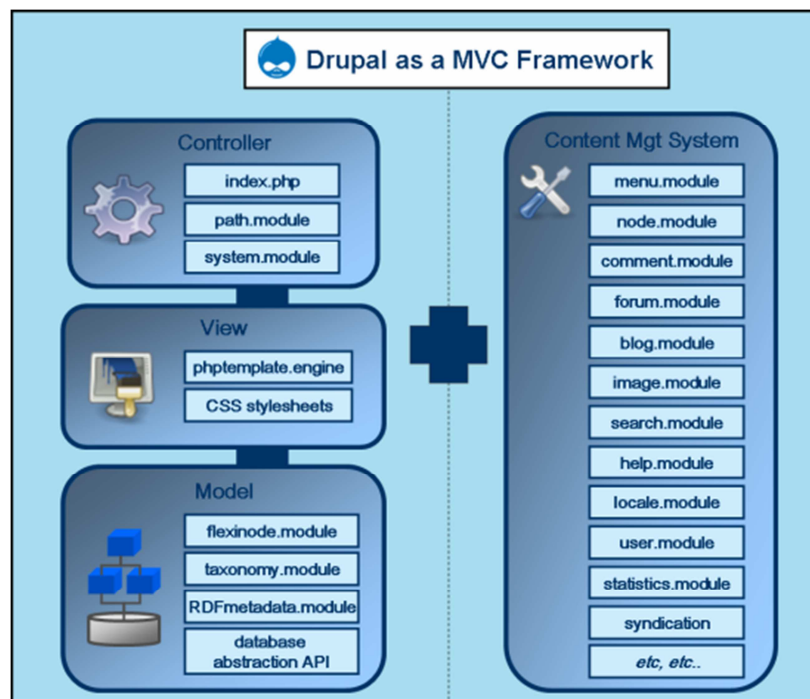 Drupal as a MVC Framework
Controller
index.php
path.module
system.module
View
phptemplate.engine
CSS stylesheets
Model
flexinode.module
taxonomy.module
RDFmetadata.module
database
abstraction API
Content Mgt System
menu.module
node.module
comment.module
forum.module
blog.module
image.module
search.module
help.module
locale.module
user.module
statistics.module
syndication
etc, etc..